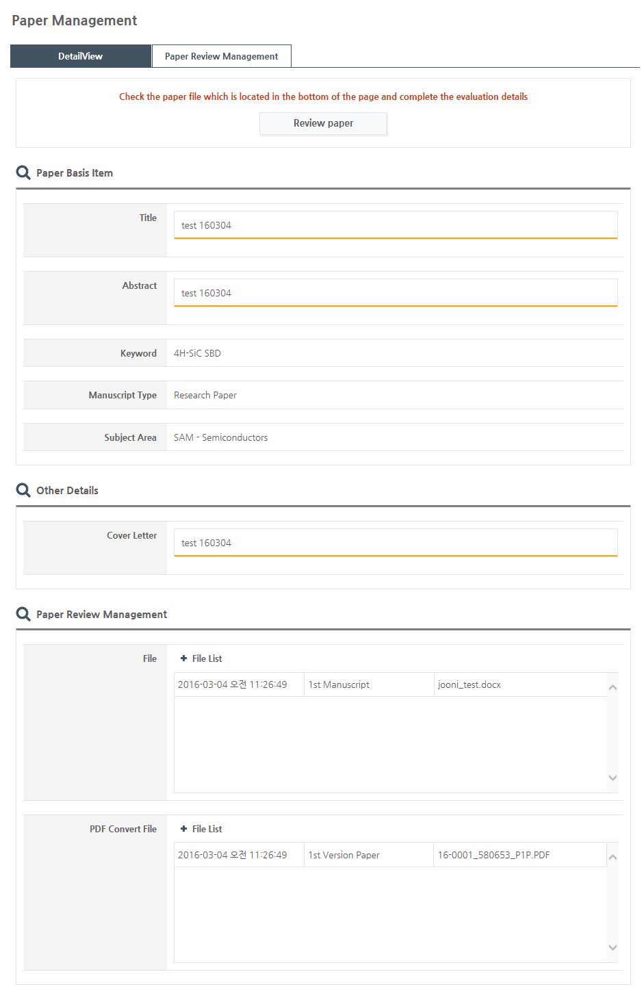 Paper Management
DetailView
Paper Review Management
Check the paper file which is located in the bottom of the page and complete the evaluation details
Review paper
Paper Basis Item
Title
test 160304
Abstract
test 160304
Keyword
4H-SiC SBD
Manuscript Type
Research Paper
Subject Area
SAM - Semiconductors
Other Details
Cover Letter
test 160304
Paper Review Management
File
+ File List
2016-03-04 오전 11:26:49 1st Manuscript jooni_test.docx
PDF Convert File
+ File List
2016-03-04 오전 11:26:49 1st Version Paper 16-0001_580653_P1P.PDF